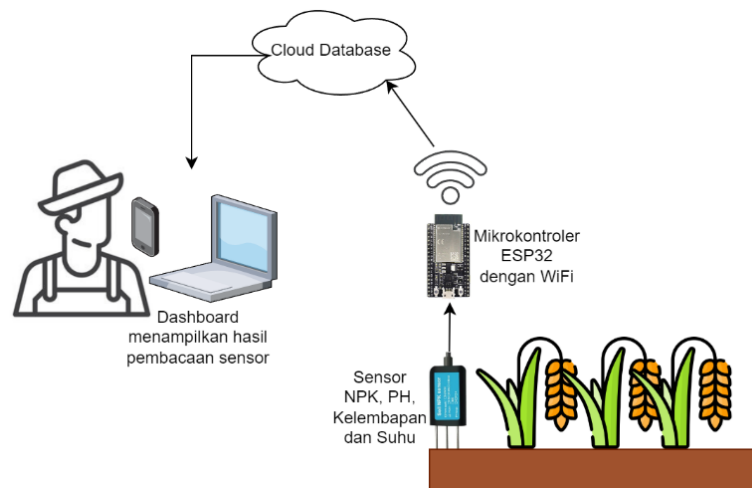 Cloud Database
Mikrokontroler
ESP32
dengan WiFi
Dashboard
menampilkan hasil
pembacaan sensor
Sensor
NPK, PH,
Kelembapan
dan Suhu